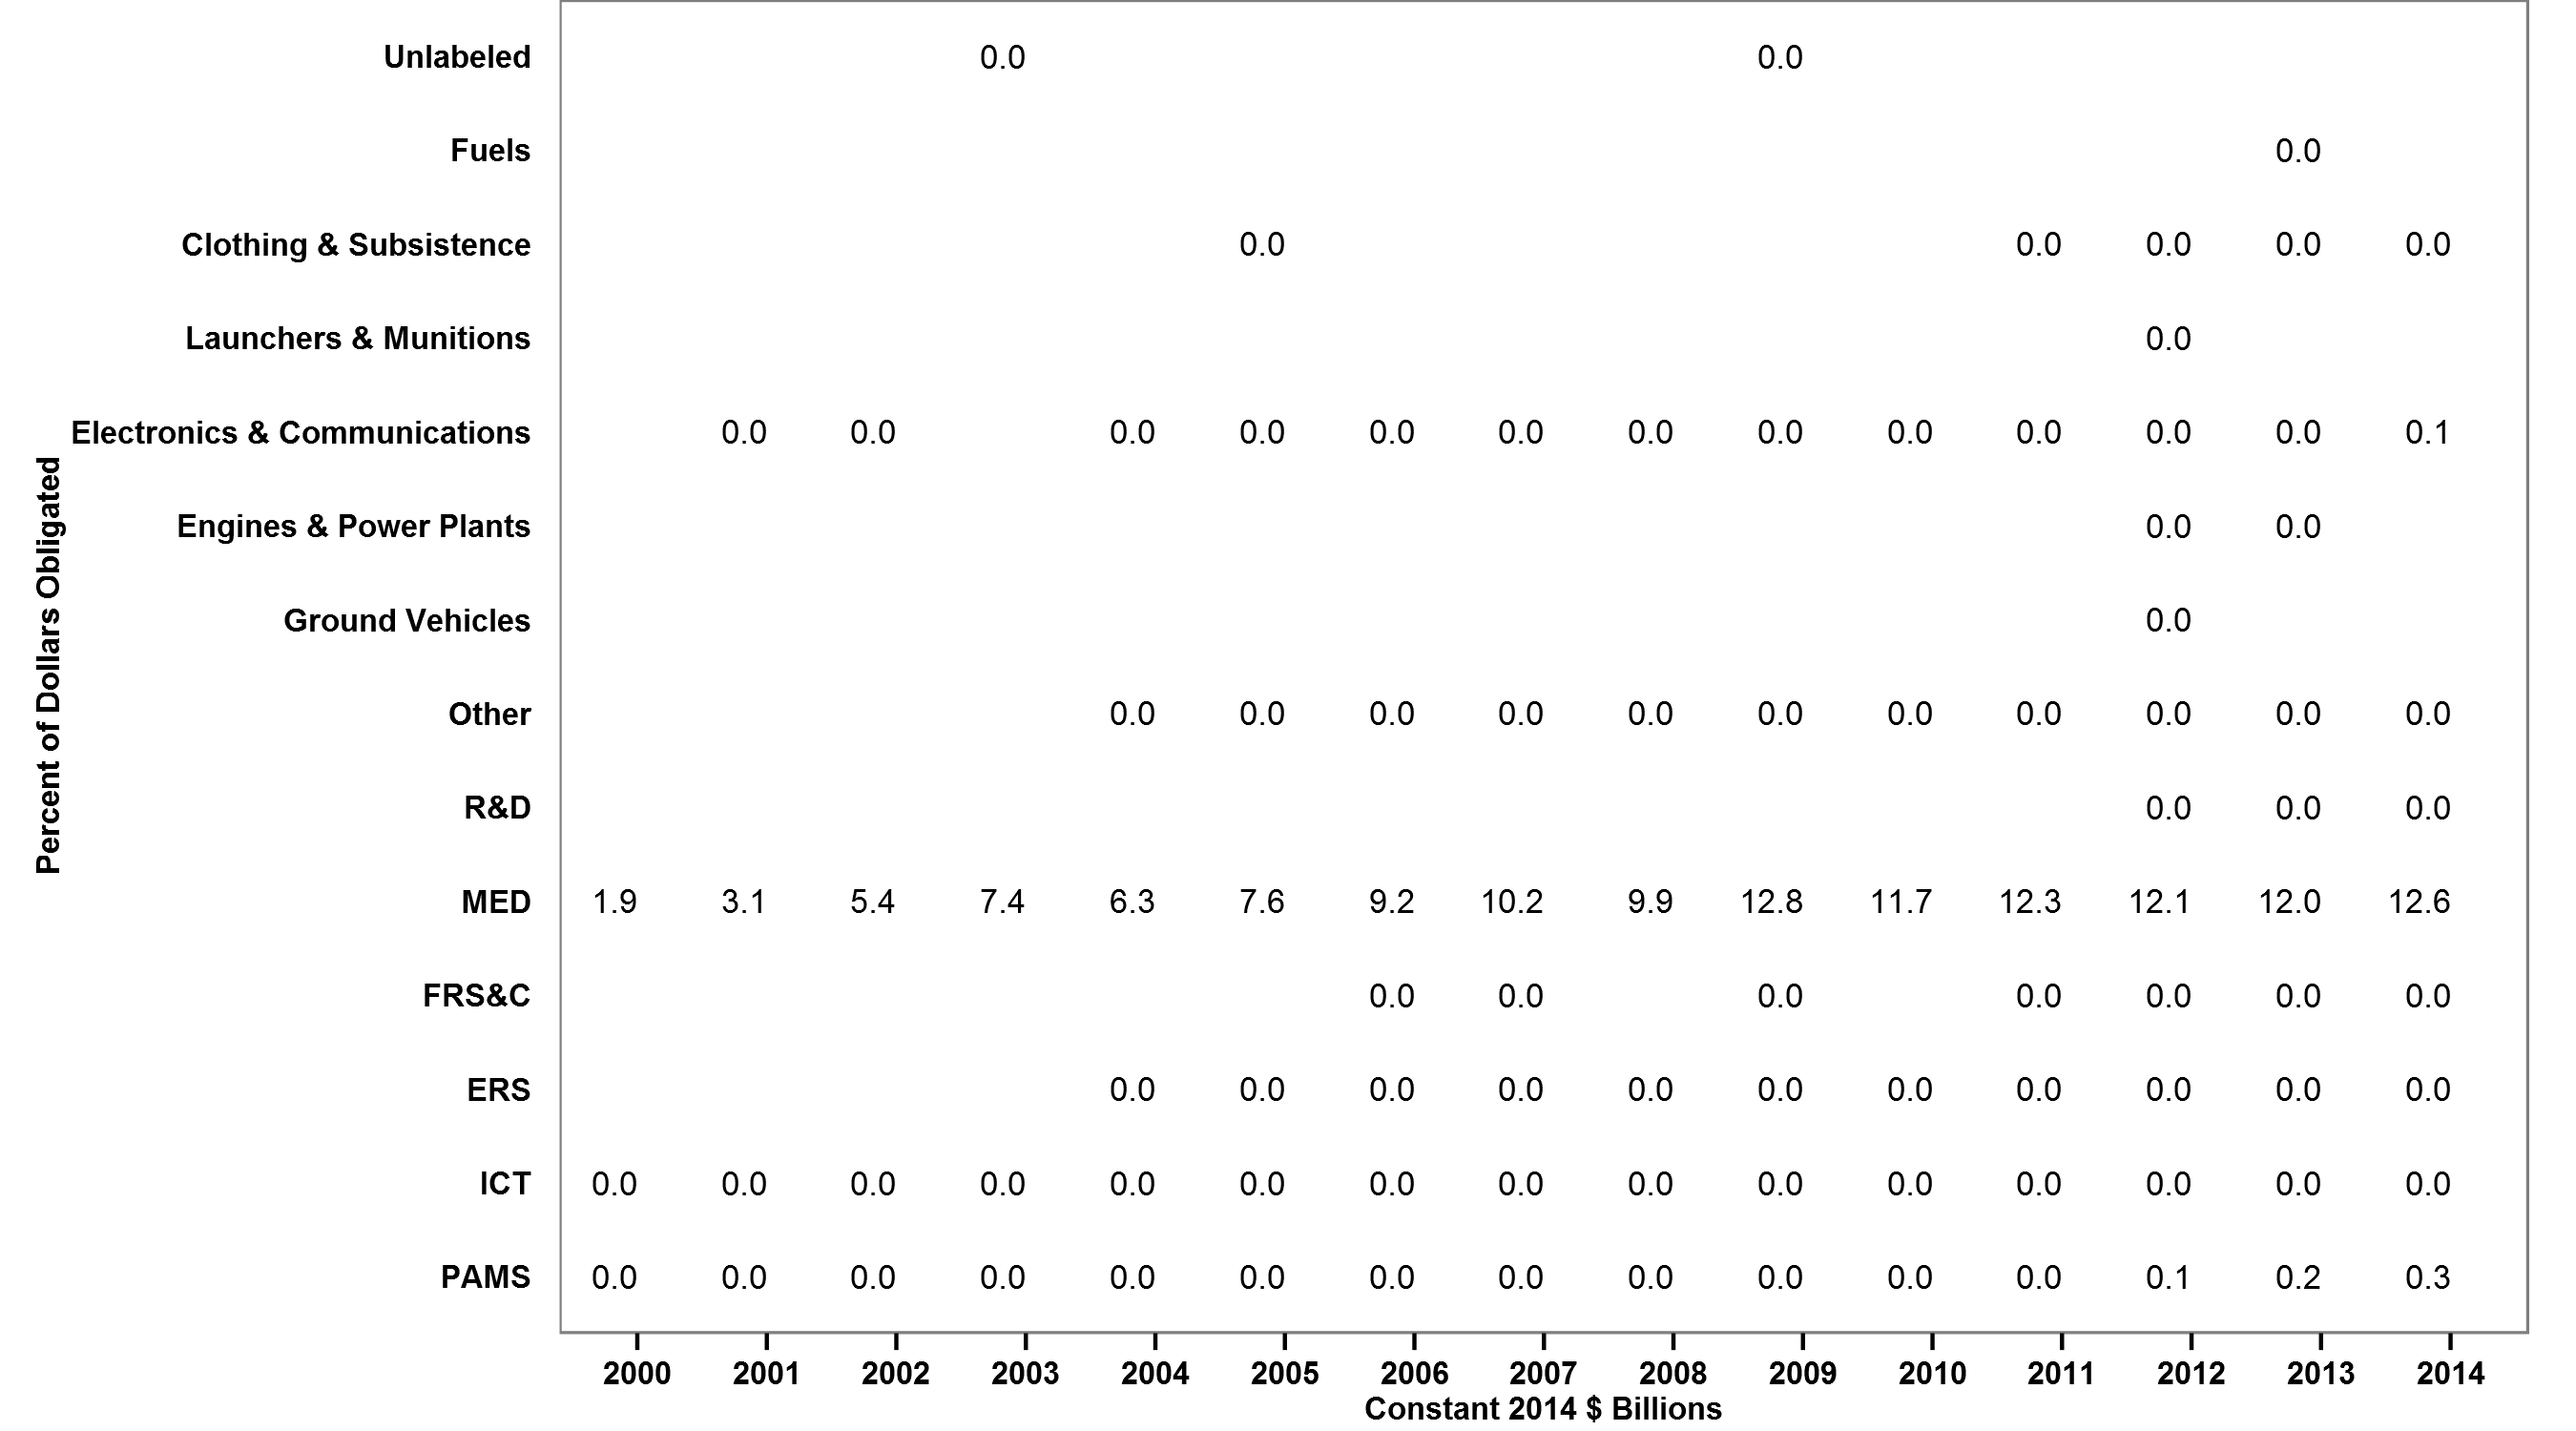 Unlabeled 0.0 0.0
Fuels 0.0
Clothing & Subsistence 0.0 0.0 0.0 0.0 0.0
Launchers & Munitions 0.0
Electronics & Communications 0.0 0.0 0.0 0.0 0.0 0.0 0.0 0.0 0.0 0.0 0.0 0.0 0.1
Engines & Power Plants 0.0 0.0
Ground Vehicles 0.0
Other 0.0 0.0 0.0 0.0 0.0 0.0 0.0 0.0 0.0 0.0 0.0
R&D 0.0 0.0 0.0
MED 1.9 3.1 5.4 7.4 6.3 7.6 9.2 10.2 9.9 12.8 11.7 12.3 12.1 12.0 12.6
FRS&C 0.0 0.0 0.0 0.0 0.0 0.0 0.0
ERS 0.0 0.0 0.0 0.0 0.0 0.0 0.0 0.0 0.0 0.0 0.0
ICT 0.0 0.0 0.0 0.0 0.0 0.0 0.0 0.0 0.0 0.0 0.0 0.0 0.0 0.0 0.0
PAMS 0.0 0.0 0.0 0.0 0.0 0.0 0.0 0.0 0.0 0.0 0.0 0.0 0.1 0.2 0.3
2000 2001 2002 2003 2004 2005 2006 2007 2008 2009 2010 2011 2012 2013 2014
Constant 2014 $ Billions
Percent of Dollars Obligated